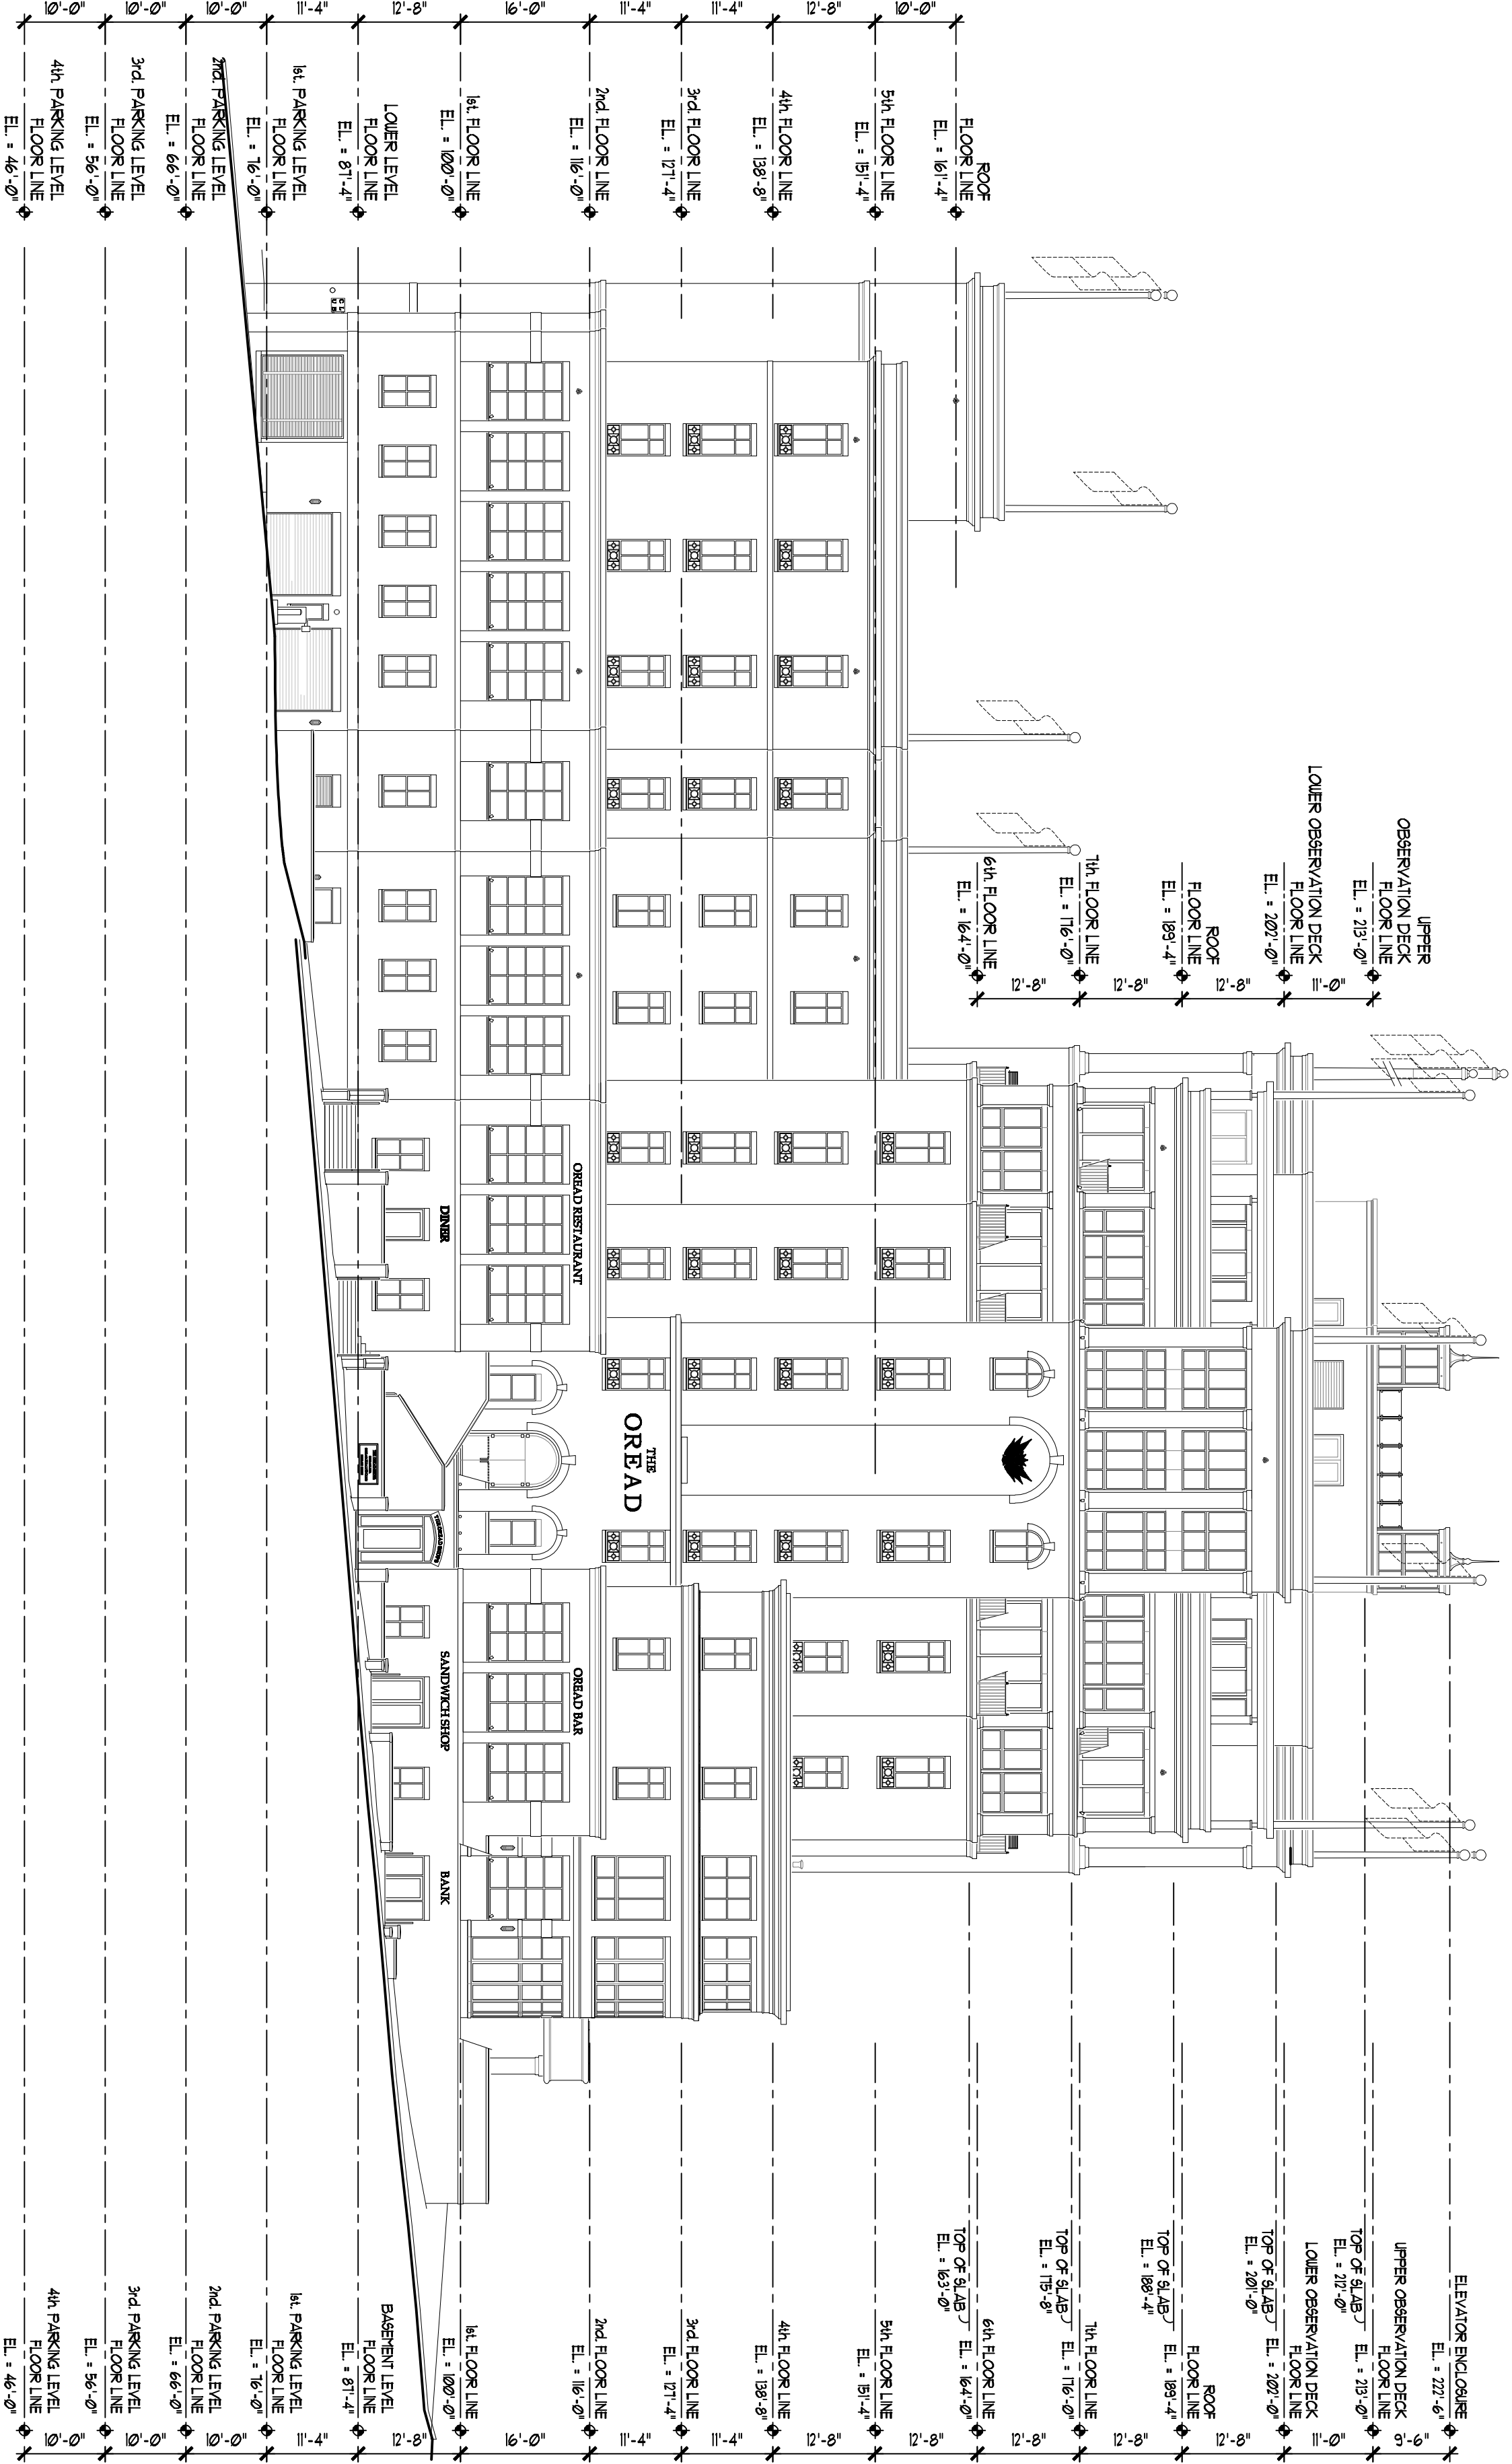 ROOF
FLOOR LINE
EL. = 161'-4"
10'-0"
5th FLOOR LINE
EL. = 151'-4"
12'-8"
4th FLOOR LINE
EL. = 138'-8"
11'-4"
3rd. FLOOR LINE
EL. = 127'-4"
11'-4"
2nd. FLOOR LINE
EL. = 116'-0"
16'-0"
1st. FLOOR LINE
EL. = 100'-0"
12'-8"
LOWER LEVEL
FLOOR LINE
EL. = 87'-4"
11'-4"
1st. PARKING LEVEL
FLOOR LINE
EL. = 76'-0"
10'-0"
2nd. PARKING LEVEL
FLOOR LINE
EL. = 66'-0"
10'-0"
3rd. PARKING LEVEL
FLOOR LINE
EL. = 56'-0"
10'-0"
4th PARKING LEVEL
FLOOR LINE
EL. = 46'-0"
UPPER
OBSERVATION DECK
FLOOR LINE
EL. = 213'-0"
11'-0"
LOWER OBSERVATION DECK
FLOOR LINE
EL. = 202'-0"
12'-8"
ROOF
FLOOR LINE
EL. = 189'-4"
12'-8"
7th FLOOR LINE
EL. = 176'-0"
12'-8"
6th FLOOR LINE
EL. = 164'-0"
THE
OREAD
OREAD RESTAURANT
OREAD BAR
DINER
SANDWICH SHOP
BANK
ELEVATOR ENCLOSURE
EL. = 222'-6"
9'-6"
UPPER OBSERVATION DECK
FLOOR LINE
TOP OF SLAB
EL. = 213'-0"
EL. = 212'-0"
11'-0"
LOWER OBSERVATION DECK
FLOOR LINE
TOP OF SLAB
EL. = 202'-0"
EL. = 201'-0"
12'-8"
ROOF
FLOOR LINE
TOP OF SLAB
EL. = 189'-4"
EL. = 188'-4"
12'-8"
7th FLOOR LINE
TOP OF SLAB
EL. = 176'-0"
EL. = 175'-8"
12'-8"
6th FLOOR LINE
TOP OF SLAB
EL. = 164'-0"
EL. = 163'-0"
12'-8"
5th FLOOR LINE
EL. = 151'-4"
12'-8"
4th FLOOR LINE
EL. = 138'-8"
11'-4"
3rd. FLOOR LINE
EL. = 127'-4"
11'-4"
2nd. FLOOR LINE
EL. = 116'-0"
16'-0"
1st. FLOOR LINE
EL. = 100'-0"
12'-8"
BASEMENT LEVEL
FLOOR LINE
EL. = 87'-4"
11'-4"
1st. PARKING LEVEL
FLOOR LINE
EL. = 76'-0"
10'-0"
2nd. PARKING LEVEL
FLOOR LINE
EL. = 66'-0"
10'-0"
3rd. PARKING LEVEL
FLOOR LINE
EL. = 56'-0"
10'-0"
4th PARKING LEVEL
FLOOR LINE
EL. = 46'-0"